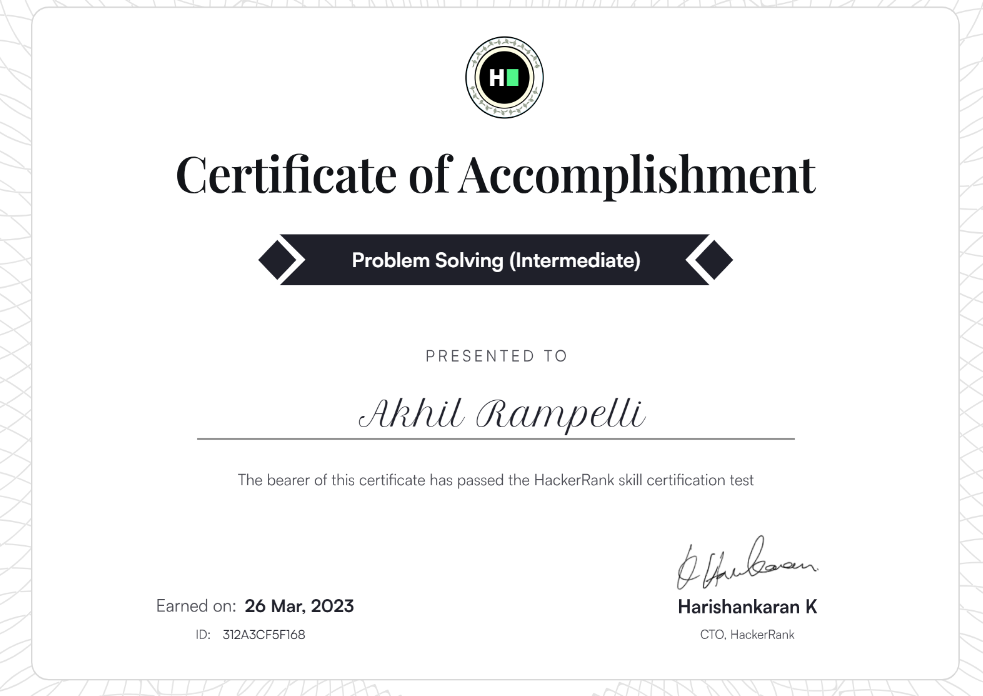 H
Certificate of Accomplishment
Problem Solving (Intermediate)
PRESENTED TO
Akhil Rampelli
The bearer of this certificate has passed the HackerRank skill certification test
Earned on: 26 Mar, 2023
ID: 312A3CF5F168
Harishankaran K
CTO, HackerRank